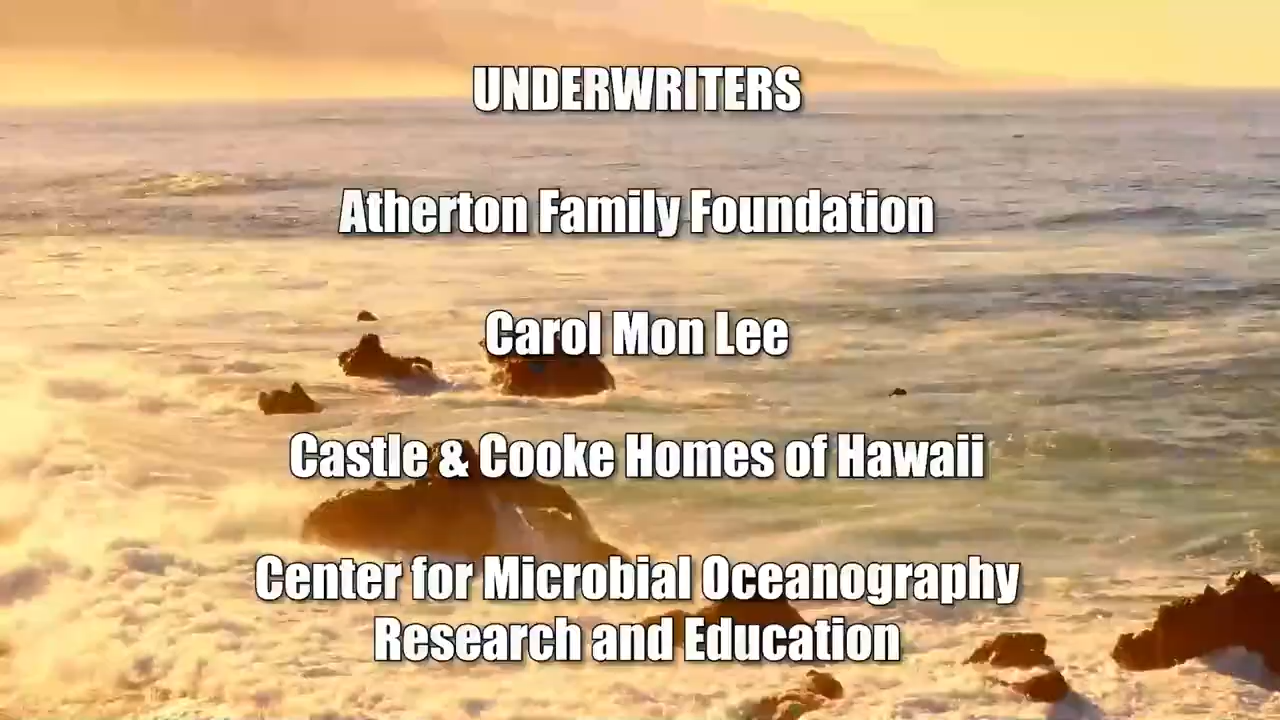 UNDERWRITERS
Atherton Family Foundation
Carol Mon Lee
Castle & Cooke Homes of Hawaii
Center for Microbial Oceanography
Research and Education